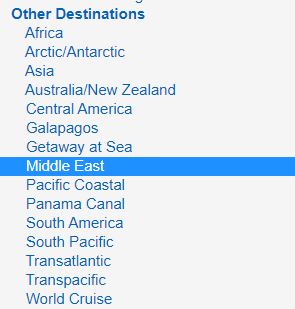 Other Destinations
Africa
Arctic/Antarctic
Asia
Australia/New Zealand
Central America
Galapagos
Getaway at Sea
Middle East
Pacific Coastal
Panama Canal
South America
South Pacific
Transatlantic
Transpacific
World Cruise